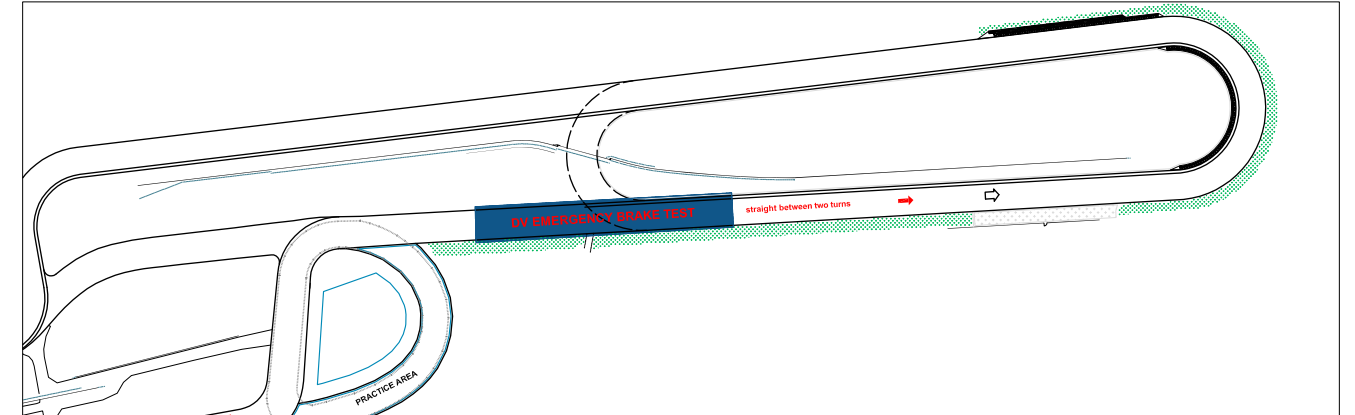 DV EMERGENCY BRAKE TEST
straight between two turns
PRACTICE AREA